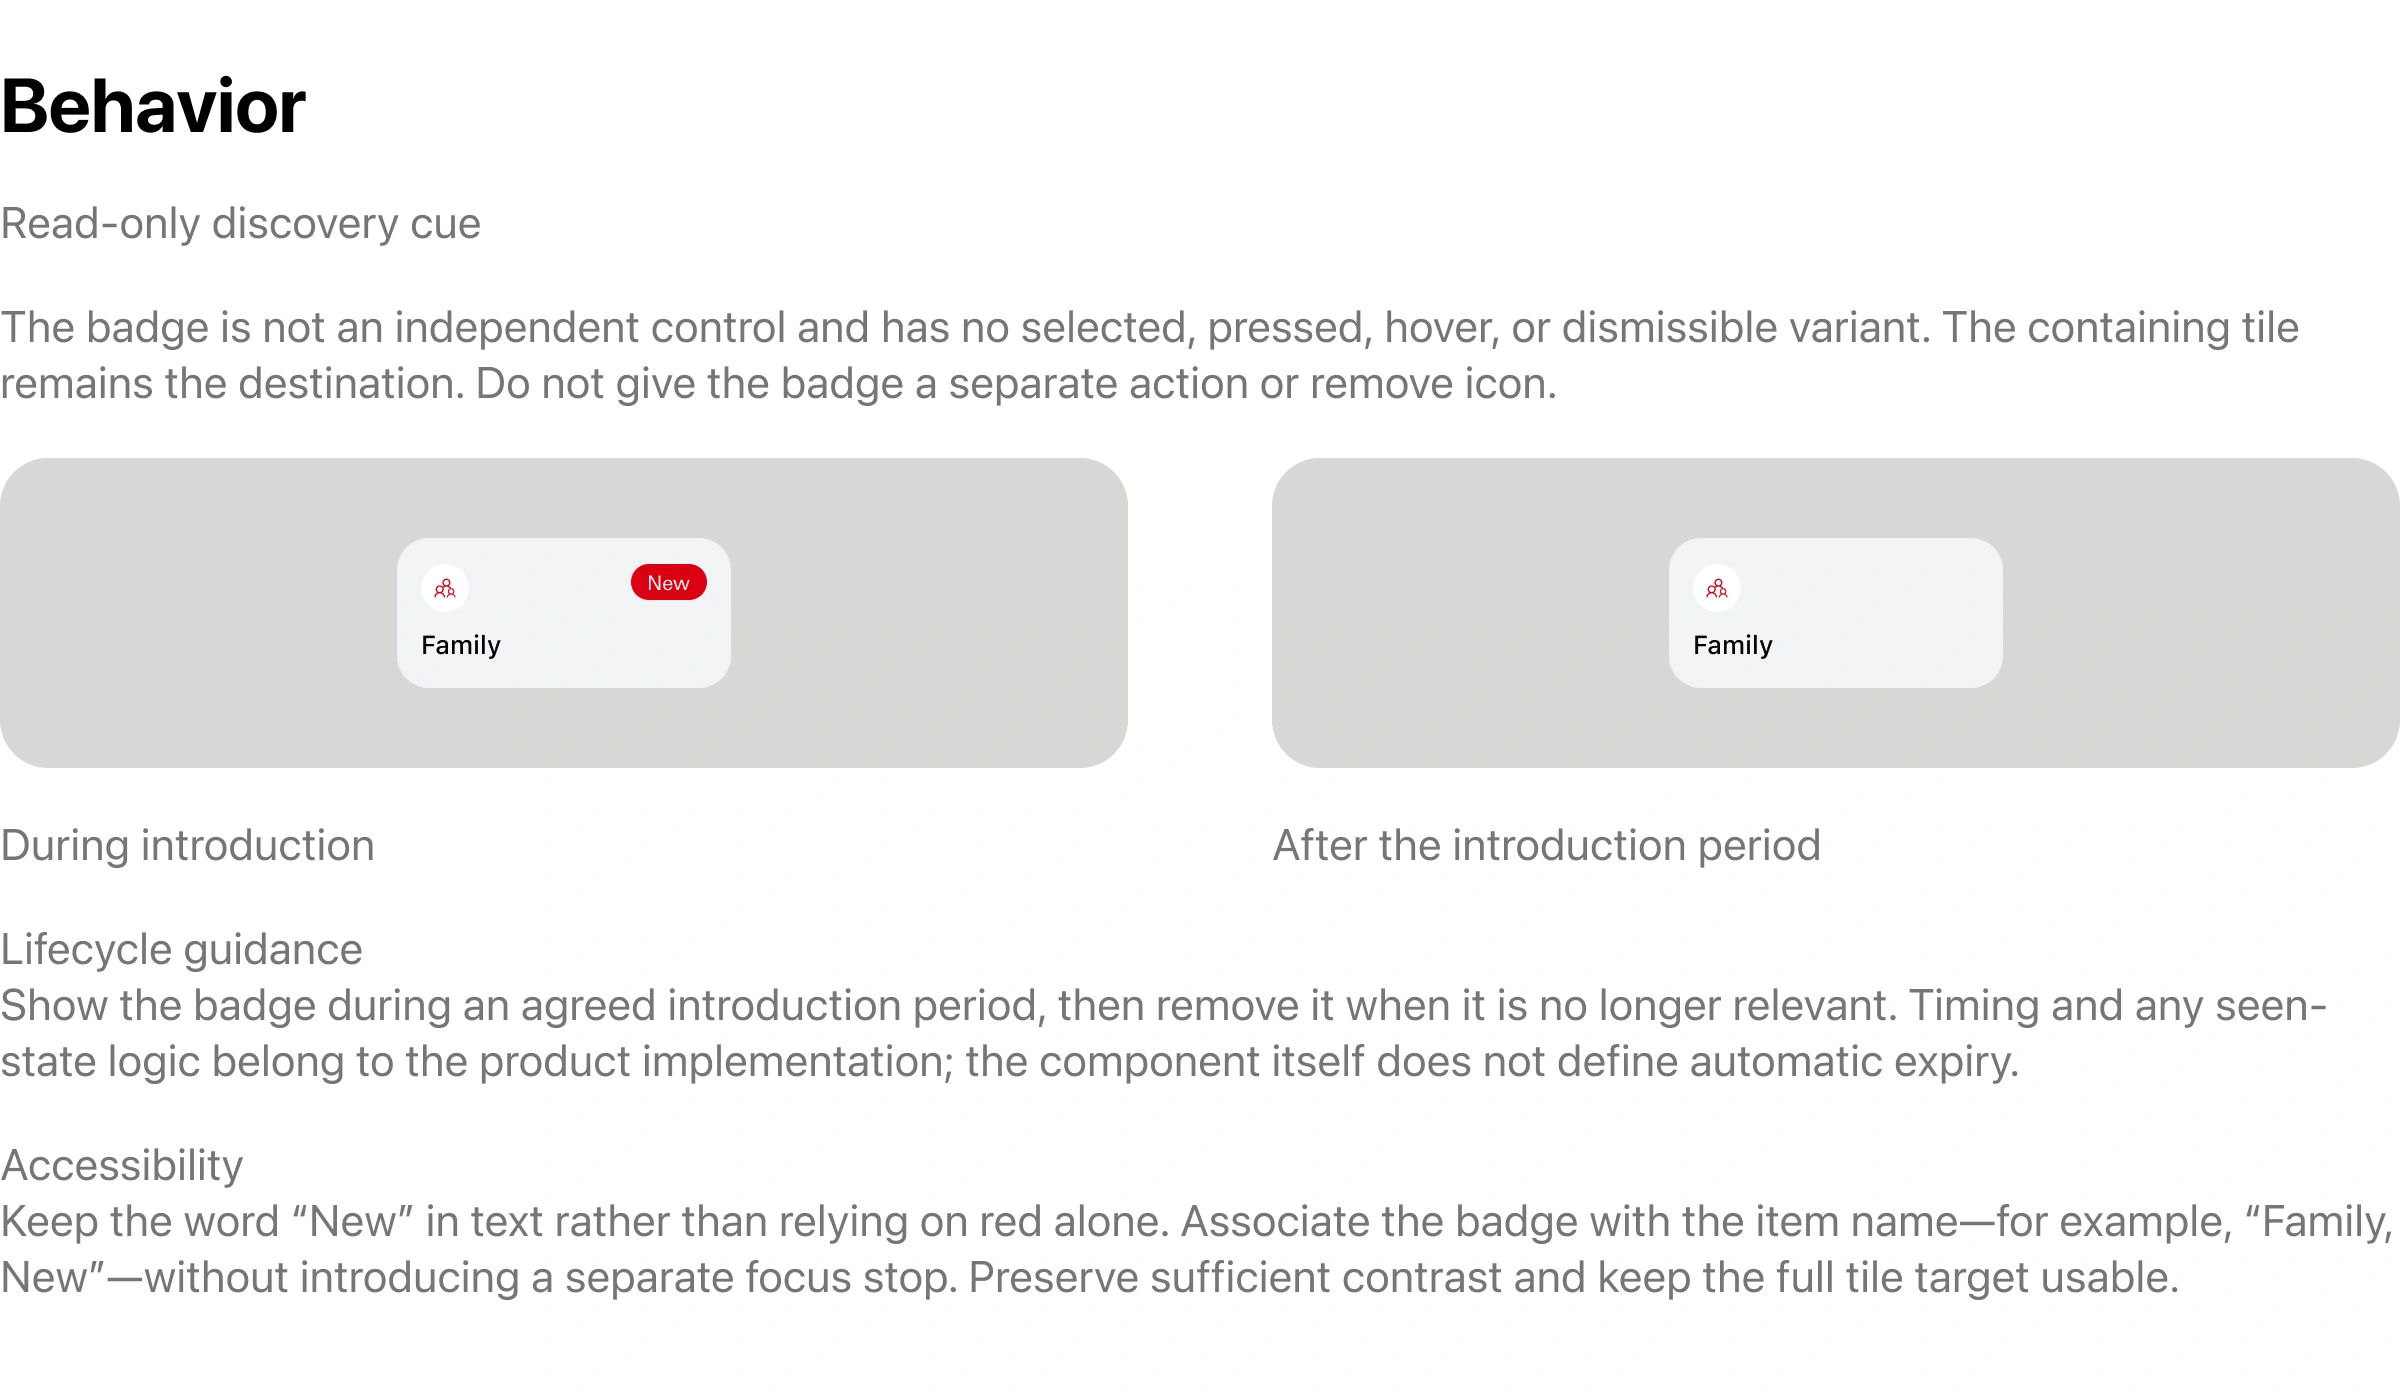 Behavior
Read-only discovery cue
The badge is not an independent control and has no selected, pressed, hover, or dismissible variant. The containing tile
remains the destination. Do not give the badge a separate action or remove icon.
New
Family
Family
During introduction
After the introduction period
Lifecycle guidance
Show the badge during an agreed introduction period, then remove it when it is no longer relevant. Timing and any seen-
state logic belong to the product implementation; the component itself does not define automatic expiry.
Accessibility
Keep the word “New” in text rather than relying on red alone. Associate the badge with the item name—for example, “Family,
New”—without introducing a separate focus stop. Preserve sufficient contrast and keep the full tile target usable.